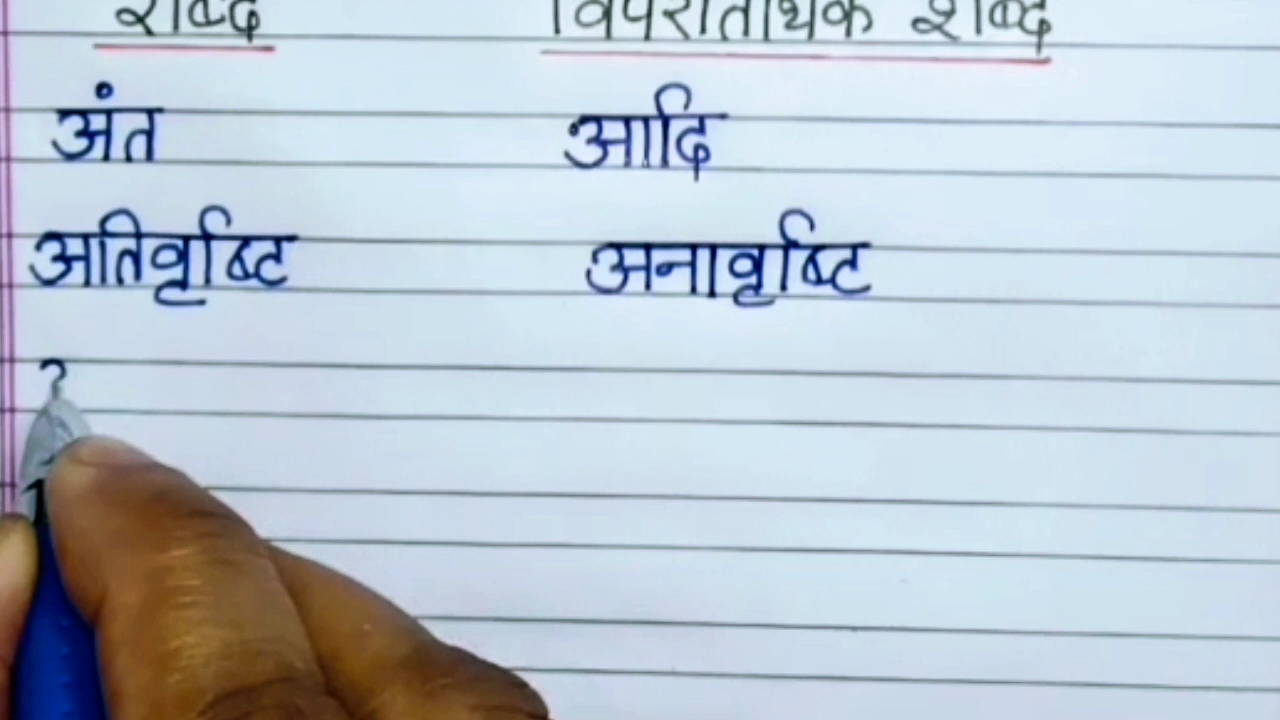 शब्द विपरीतार्थक शब्द
अंत आदि
अतिवृष्टि अनावृष्टि